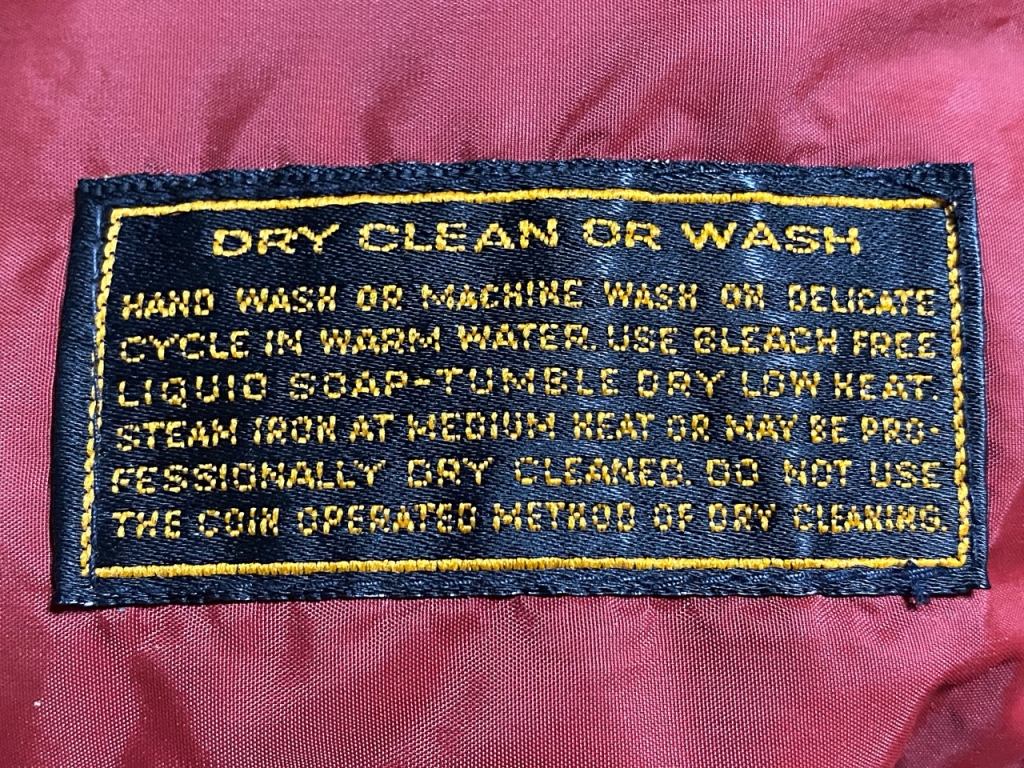 DRY CLEAN OR WASH
HAND WASH OR MACHINE WASH ON DELICATE
CYCLE IN WARM WATER. USE BLEACH FREE
LIQUID SOAP-TUMBLE DRY LOW HEAT.
STEAM IRON AT MEDIUM HEAT OR MAY BE PRO-
FESSIONALLY DRY CLEANED. DO NOT USE
THE COIN OPERATED METHOD OF DRY CLEANING.